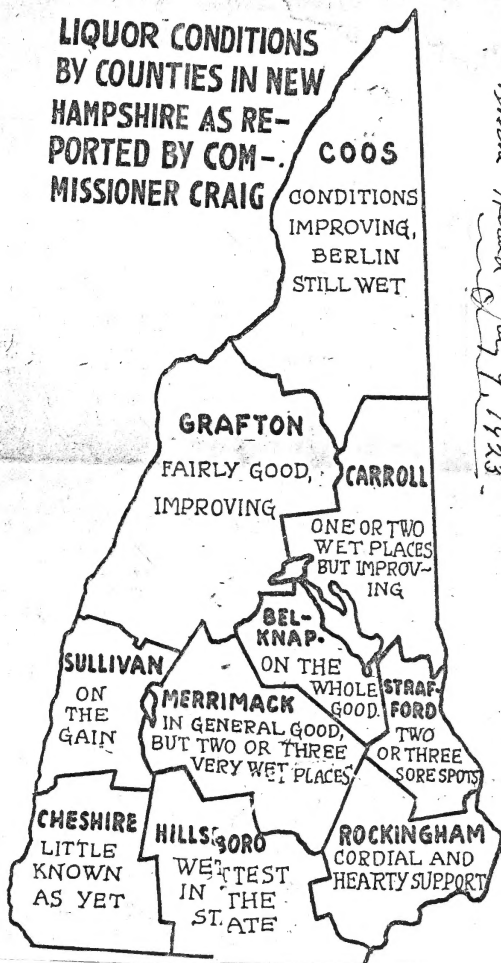 LIQUOR CONDITIONS
BY COUNTIES IN NEW
HAMPSHIRE AS RE-
PORTED BY COM-
MISSIONER CRAIG
COOS
CONDITIONS
IMPROVING,
BERLIN
STILL WET
GRAFTON
FAIRLY GOOD,
IMPROVING
CARROLL
ONE OR TWO
WET PLACES
BUT IMPROV-
ING
BEL-
KNAP.
ON THE
WHOLE
GOOD.
STRAF-
FORD
TWO
OR THREE
SORE SPOTS
SULLIVAN
ON
THE
GAIN
MERRIMACK
IN GENERAL GOOD,
BUT TWO OR THREE
VERY WET PLACES
CHESHIRE
LITTLE
KNOWN
AS YET
HILLSBORO
WETTEST
IN THE
STATE
ROCKINGHAM
CORDIAL AND
HEARTY SUPPORT
9, 1923.